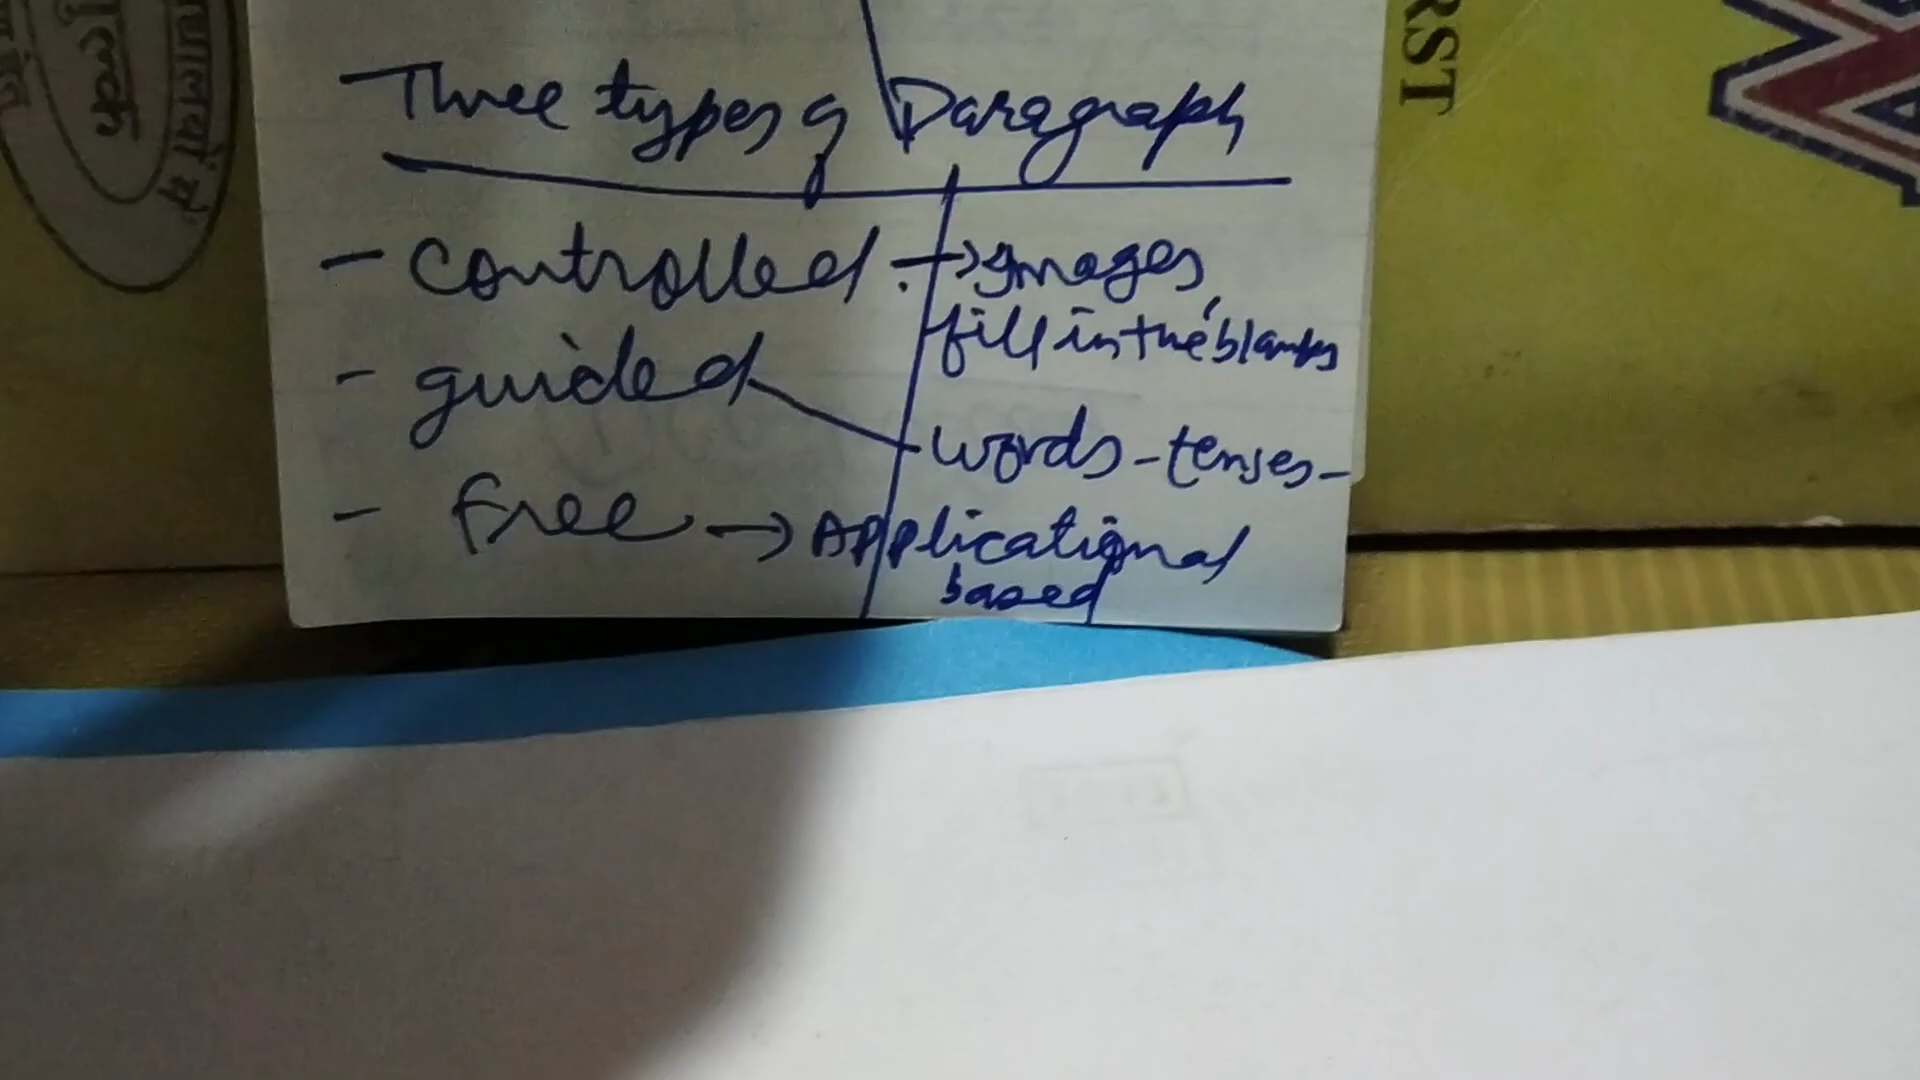 Three types of Paragraph
- controlled. → Images,
fill in the blanks
- guided words - tenses -
- Free → Applicational
based
RST
मूल्क